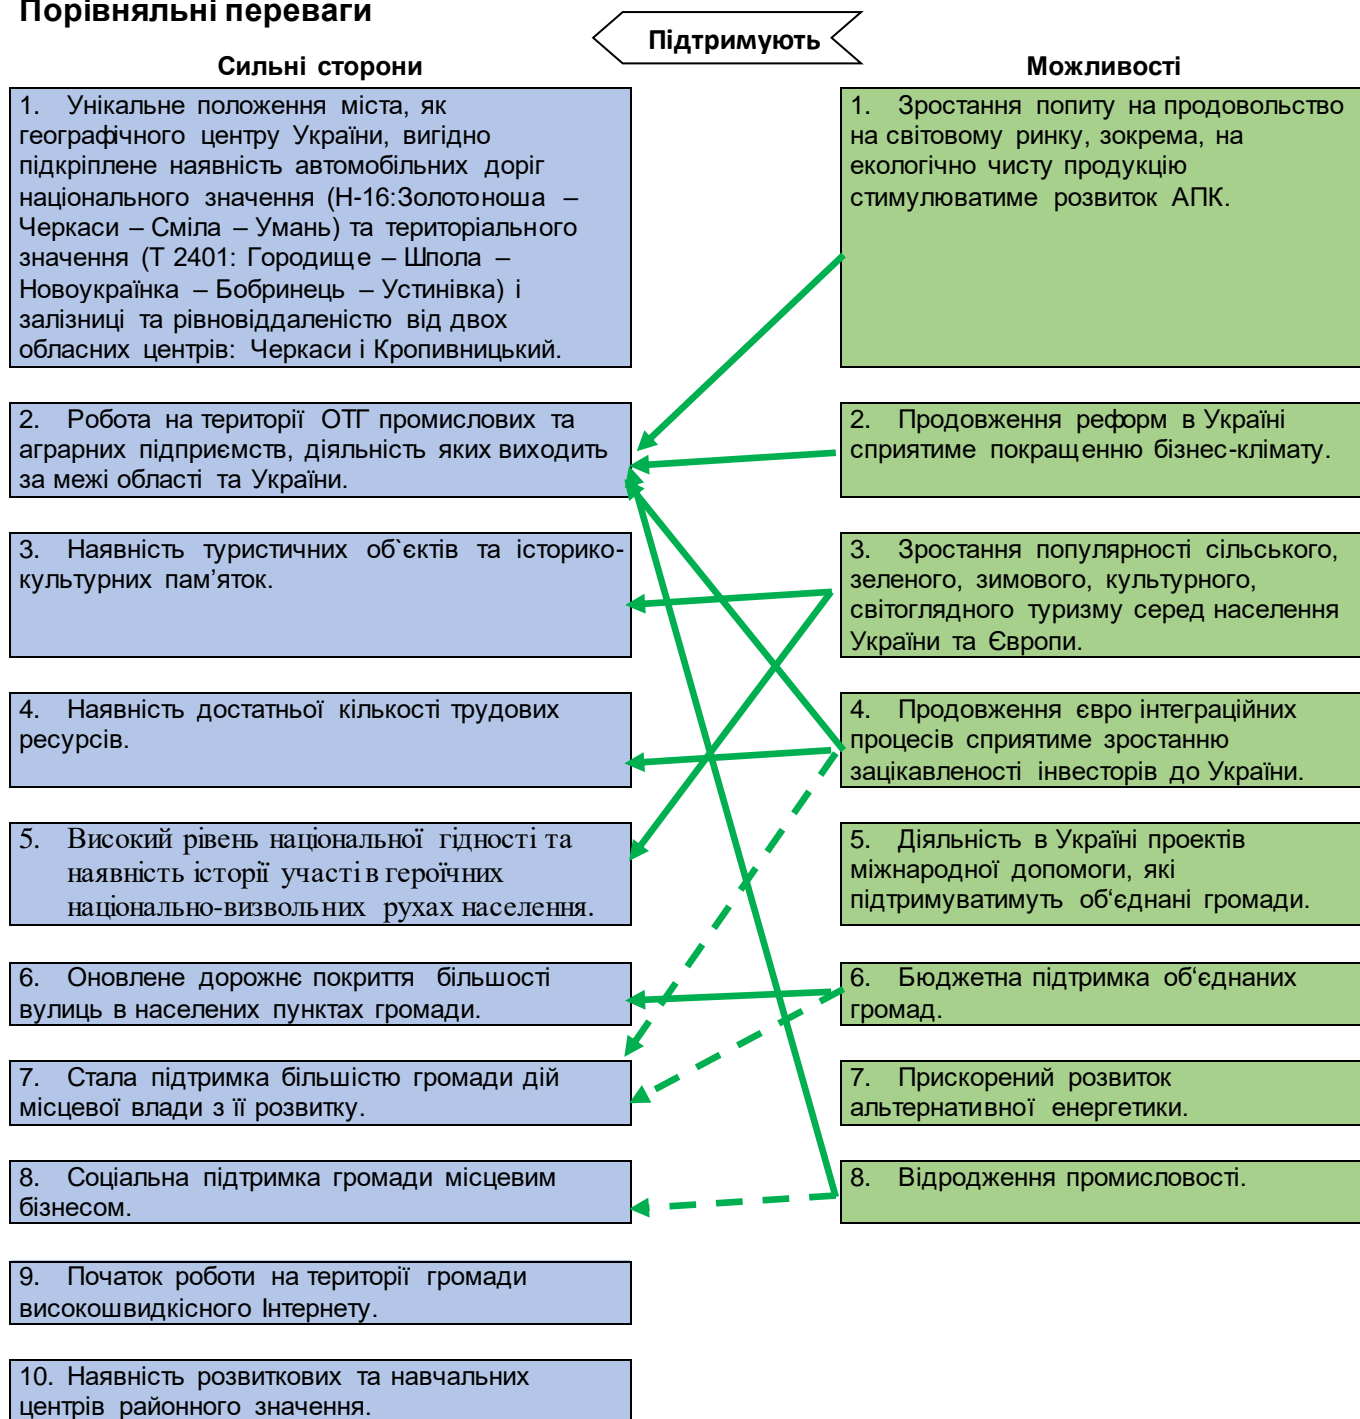 Порівняльні переваги
Підтримують
Сильні сторони
Можливості
1. Унікальне положення міста, як
географічного центру України, вигідно
підкріплене наявність автомобільних доріг
національного значення (Н-16:Золотоноша –
Черкаси – Сміла – Умань) та територіального
значення (Т 2401: Городище – Шпола –
Новоукраїнка – Бобринець – Устинівка) і
залізниці та рівновіддаленістю від двох
обласних центрів: Черкаси і Кропивницький.
2. Робота на території ОТГ промислових та
аграрних підприємств, діяльність яких виходить
за межі області та України.
3. Наявність туристичних об`єктів та історико-
культурних пам’яток.
4. Наявність достатньої кількості трудових
ресурсів.
5. Високий рівень національної гідності та
наявність історії участі в героїчних
національно-визвольних рухах населення.
6. Оновлене дорожнє покриття більшості
вулиць в населених пунктах громади.
7. Стала підтримка більшістю громади дій
місцевої влади з її розвитку.
8. Соціальна підтримка громади місцевим
бізнесом.
9. Початок роботи на території громади
високошвидкісного Інтернету.
10. Наявність розвиткових та навчальних
центрів районного значення.
1. Зростання попиту на продовольство
на світовому ринку, зокрема, на
екологічно чисту продукцію
стимулюватиме розвиток АПК.
2. Продовження реформ в Україні
сприятиме покращенню бізнес-клімату.
3. Зростання популярності сільського,
зеленого, зимового, культурного,
світоглядного туризму серед населення
України та Європи.
4. Продовження євро інтеграційних
процесів сприятиме зростанню
зацікавленості інвесторів до України.
5. Діяльність в Україні проектів
міжнародної допомоги, які
підтримуватимуть об‘єднані громади.
6. Бюджетна підтримка об‘єднаних
громад.
7. Прискорений розвиток
альтернативної енергетики.
8. Відродження промисловості.